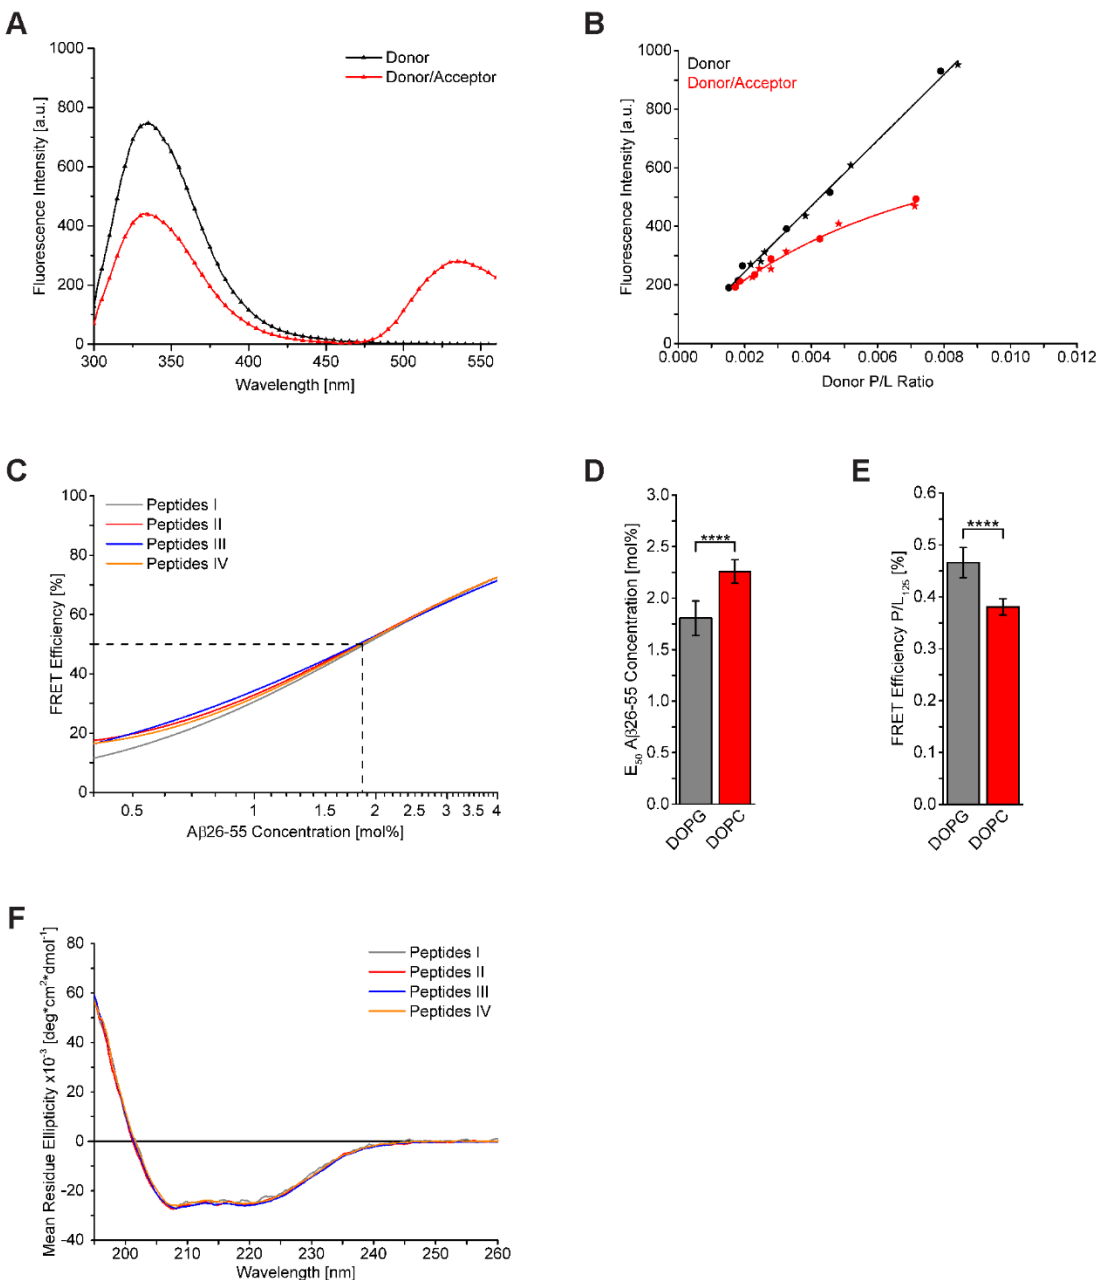 A
1000
800
600
400
200
0
Fluorescence Intensity [a.u.]
Donor
Donor/Acceptor
300 350 400 450 500 550
Wavelength [nm]
B
1000
800
600
400
200
0
Fluorescence Intensity [a.u.]
Donor
Donor/Acceptor
0.000 0.002 0.004 0.006 0.008 0.010 0.012
Donor P/L Ratio
C
100
80
60
40
20
0
FRET Efficiency [%]
Peptides I
Peptides II
Peptides III
Peptides IV
0.5 1 1.5 2 2.5 3 3.5 4
Aβ26-55 Concentration [mol%]
D
3.0
2.5
2.0
1.5
1.0
0.5
0.0
E₅₀ Aβ26-55 Concentration [mol%]
****
DOPG DOPC
E
0.6
0.5
0.4
0.3
0.2
0.1
0.0
FRET Efficiency P/L₁₂₅ [%]
****
DOPG DOPC
F
80
60
40
20
0
-20
-40
Mean Residue Ellipticity x10⁻³ [deg*cm²*dmol⁻¹]
Peptides I
Peptides II
Peptides III
Peptides IV
200 210 220 230 240 250 260
Wavelength [nm]